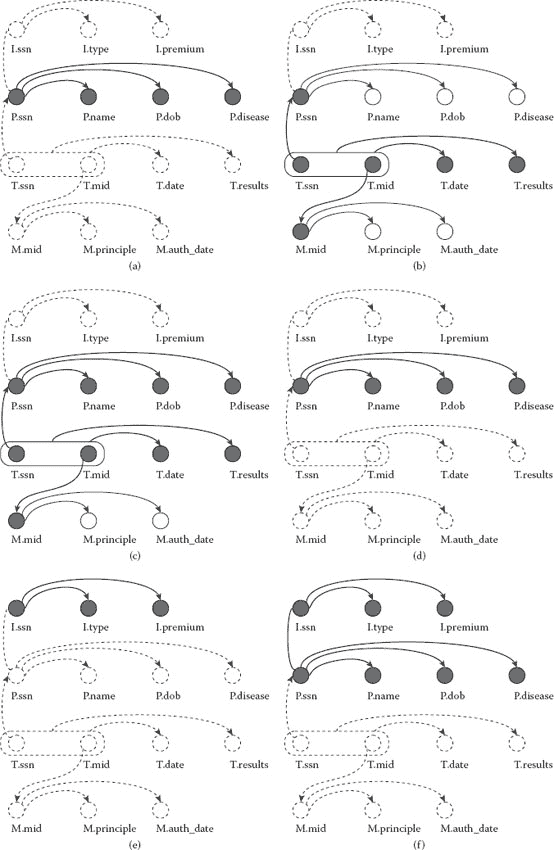 I.ssn I.type I.premium
P.ssn P.name P.dob P.disease
T.ssn T.mid T.date T.results
M.mid M.principle M.auth_date
(a)
I.ssn I.type I.premium
P.ssn P.name P.dob P.disease
T.ssn T.mid T.date T.results
M.mid M.principle M.auth_date
(b)
I.ssn I.type I.premium
P.ssn P.name P.dob P.disease
T.ssn T.mid T.date T.results
M.mid M.principle M.auth_date
(c)
I.ssn I.type I.premium
P.ssn P.name P.dob P.disease
T.ssn T.mid T.date T.results
M.mid M.principle M.auth_date
(d)
I.ssn I.type I.premium
P.ssn P.name P.dob P.disease
T.ssn T.mid T.date T.results
M.mid M.principle M.auth_date
(e)
I.ssn I.type I.premium
P.ssn P.name P.dob P.disease
T.ssn T.mid T.date T.results
M.mid M.principle M.auth_date
(f)